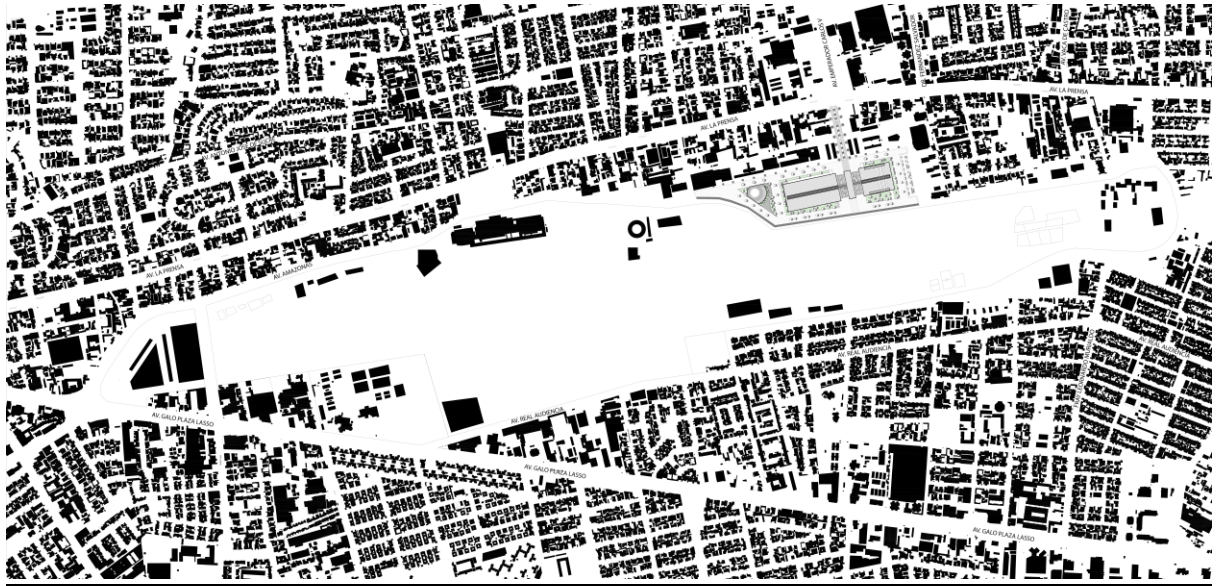 AV. EMPERADOR CARLOS V
AV. LA PRENSA
AV. LA PRENSA
AV. LA PRENSA
AV. AMAZONAS
AV. REAL AUDIENCIA
AV. REAL AUDIENCIA
AV. GALO PLAZA LASSO
AV. REAL AUDIENCIA
AV. GALO PLAZA LASSO
AV. GALO PLAZA LASSO